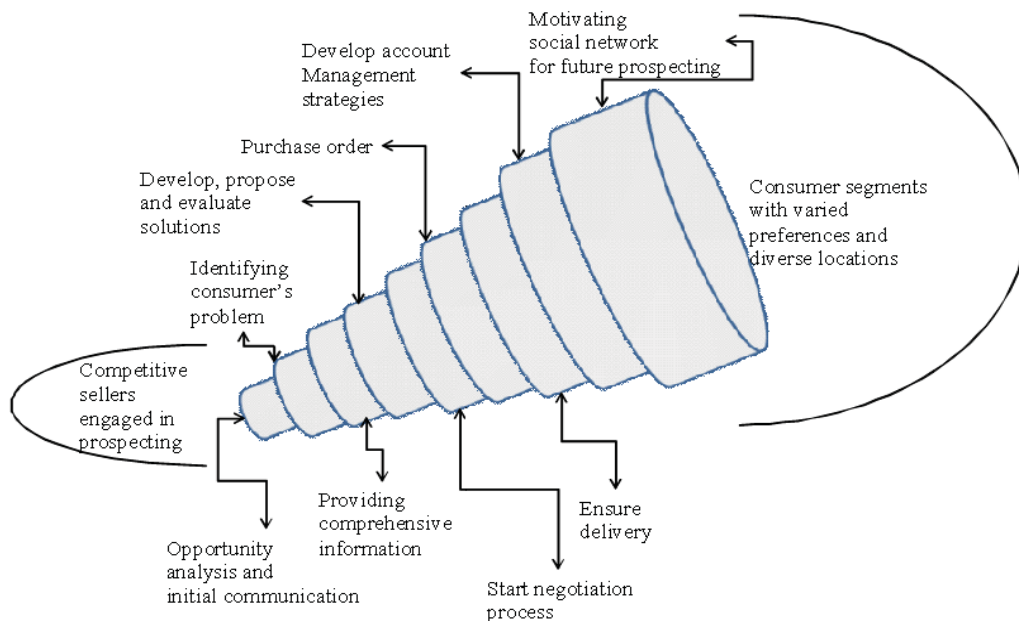 Motivating
social network
for future prospecting
Develop account
Management
strategies
Purchase order
Develop, propose
and evaluate
solutions
Identifying
consumer's
problem
Consumer segments
with varied
preferences and
diverse locations
Competitive
sellers
engaged in
prospecting
Providing
comprehensive
information
Ensure
delivery
Opportunity
analysis and
initial communication
Start negotiation
process